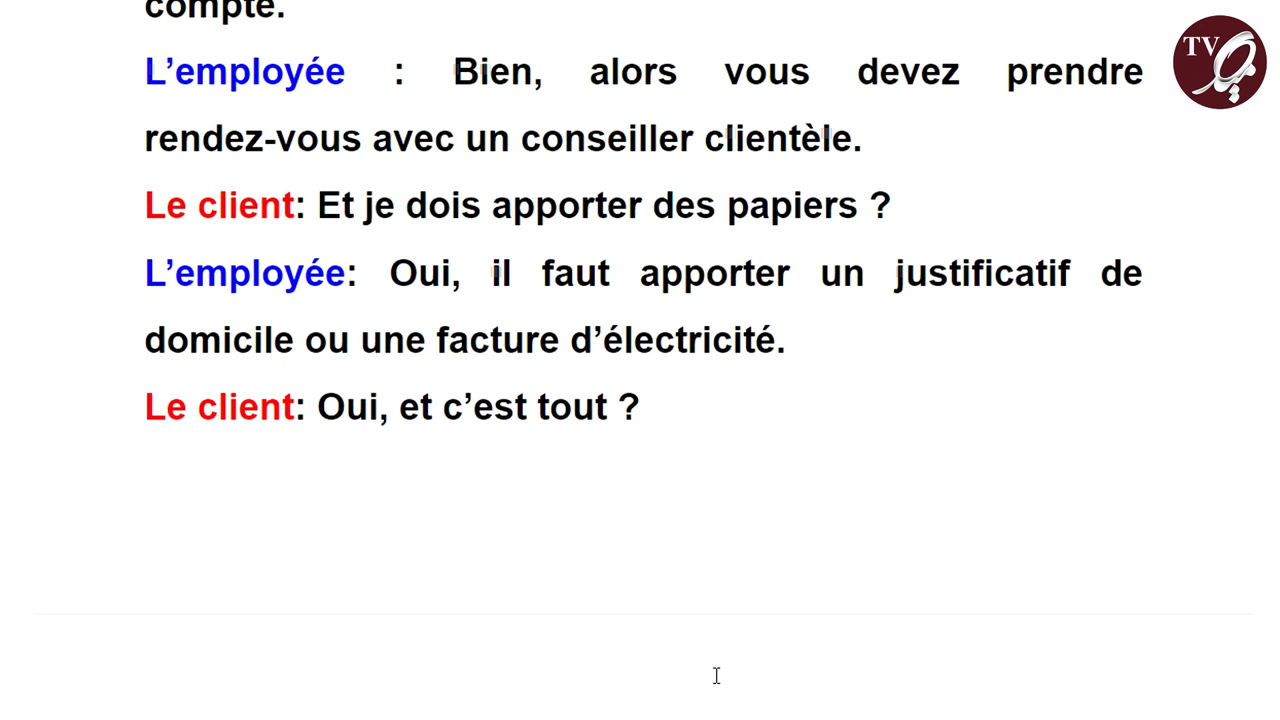 compte.
L’employée : Bien, alors vous devez prendre
rendez-vous avec un conseiller clientèle.
Le client: Et je dois apporter des papiers ?
L’employée: Oui, il faut apporter un justificatif de
domicile ou une facture d’électricité.
Le client: Oui, et c’est tout ?
TV